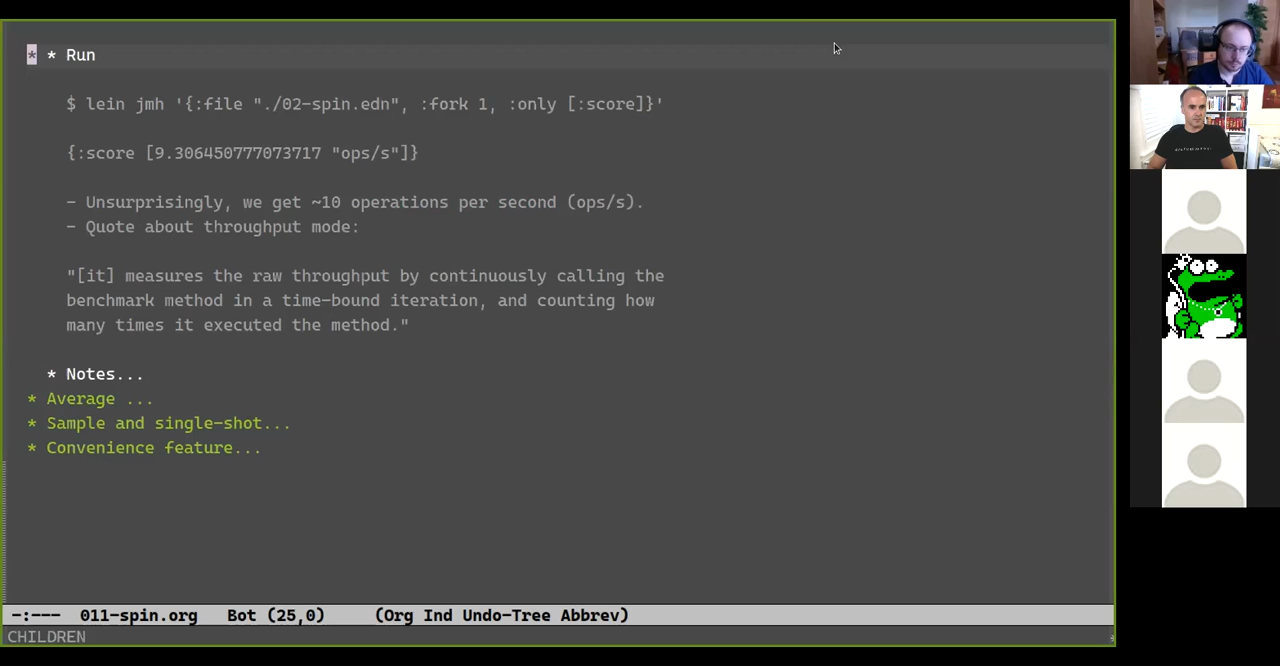 * * Run
$ lein jmh '{:file "./02-spin.edn", :fork 1, :only [:score]}'
{:score [9.306450777073717 "ops/s"]}
- Unsurprisingly, we get ~10 operations per second (ops/s).
- Quote about throughput mode:
"[it] measures the raw throughput by continuously calling the
benchmark method in a time-bound iteration, and counting how
many times it executed the method."
* Notes...
* Average ...
* Sample and single-shot...
* Convenience feature...
-:--- 011-spin.org Bot (25,0) (Org Ind Undo-Tree Abbrev)
CHILDREN